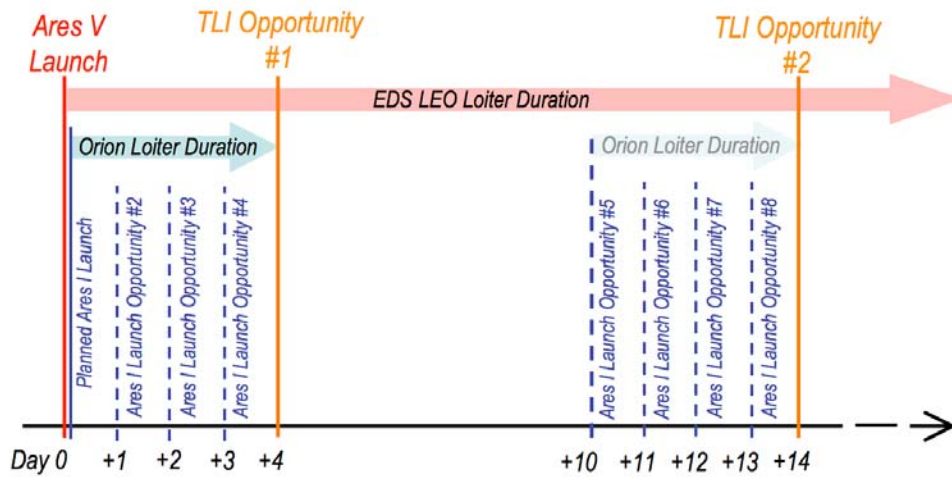 Ares V
Launch
TLI Opportunity
#1
TLI Opportunity
#2
EDS LEO Loiter Duration
Orion Loiter Duration
Orion Loiter Duration
Planned Ares I Launch
Ares I Launch Opportunity #2
Ares I Launch Opportunity #3
Ares I Launch Opportunity #4
Ares I Launch Opportunity #5
Ares I Launch Opportunity #6
Ares I Launch Opportunity #7
Ares I Launch Opportunity #8
Day 0 +1 +2 +3 +4 +10 +11 +12 +13 +14